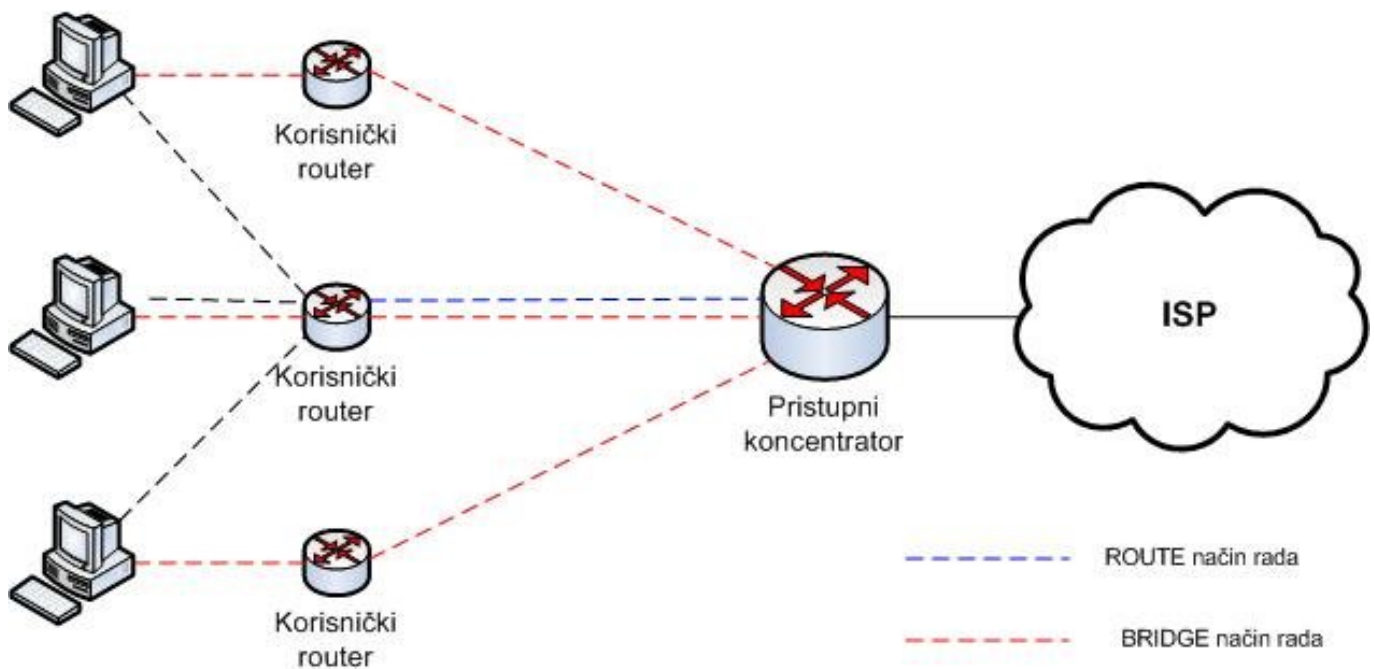 Korisnički
router
Korisnički
router
Pristupni
koncentrator
ISP
Korisnički
router
ROUTE način rada
BRIDGE način rada